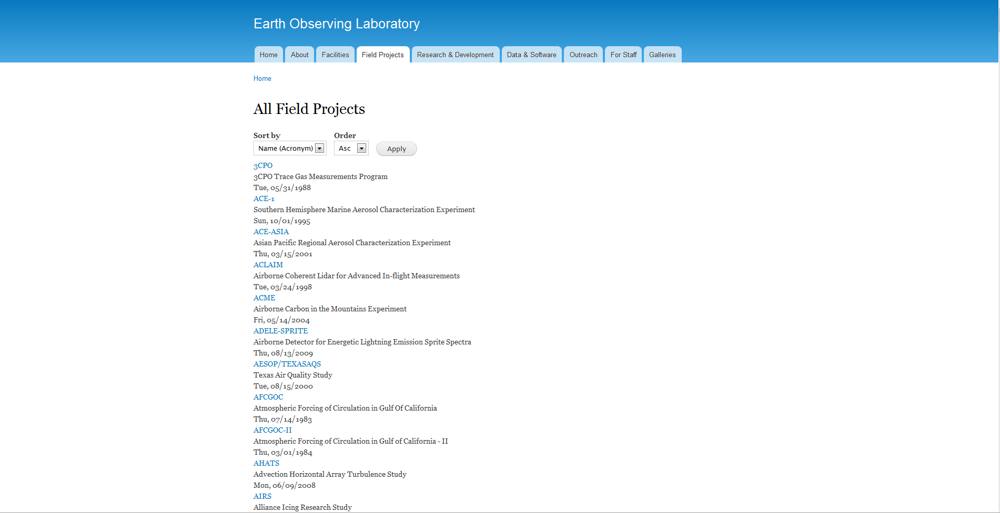 Earth Observing Laboratory
Home About Facilities Field Projects Research & Development Data & Software Outreach For Staff Galleries
Home
All Field Projects
Sort by Order
Name (Acronym) Asc Apply
3CPO
3CPO Trace Gas Measurements Program
Tue, 05/31/1988
ACE-1
Southern Hemisphere Marine Aerosol Characterization Experiment
Sun, 10/01/1995
ACE-ASIA
Asian Pacific Regional Aerosol Characterization Experiment
Thu, 03/15/2001
ACLAIM
Airborne Coherent Lidar for Advanced In-flight Measurements
Tue, 03/24/1998
ACME
Airborne Carbon in the Mountains Experiment
Fri, 05/14/2004
ADELE-SPRITE
Airborne Detector for Energetic Lightning Emission Sprite Spectra
Thu, 08/13/2009
AESOP/TEXASAQS
Texas Air Quality Study
Tue, 08/15/2000
AFCGOC
Atmospheric Forcing of Circulation in Gulf Of California
Thu, 07/14/1983
AFCGOC-II
Atmospheric Forcing of Circulation in Gulf of California - II
Thu, 03/01/1984
AHATS
Advection Horizontal Array Turbulence Study
Mon, 06/09/2008
AIRS
Alliance Icing Research Study